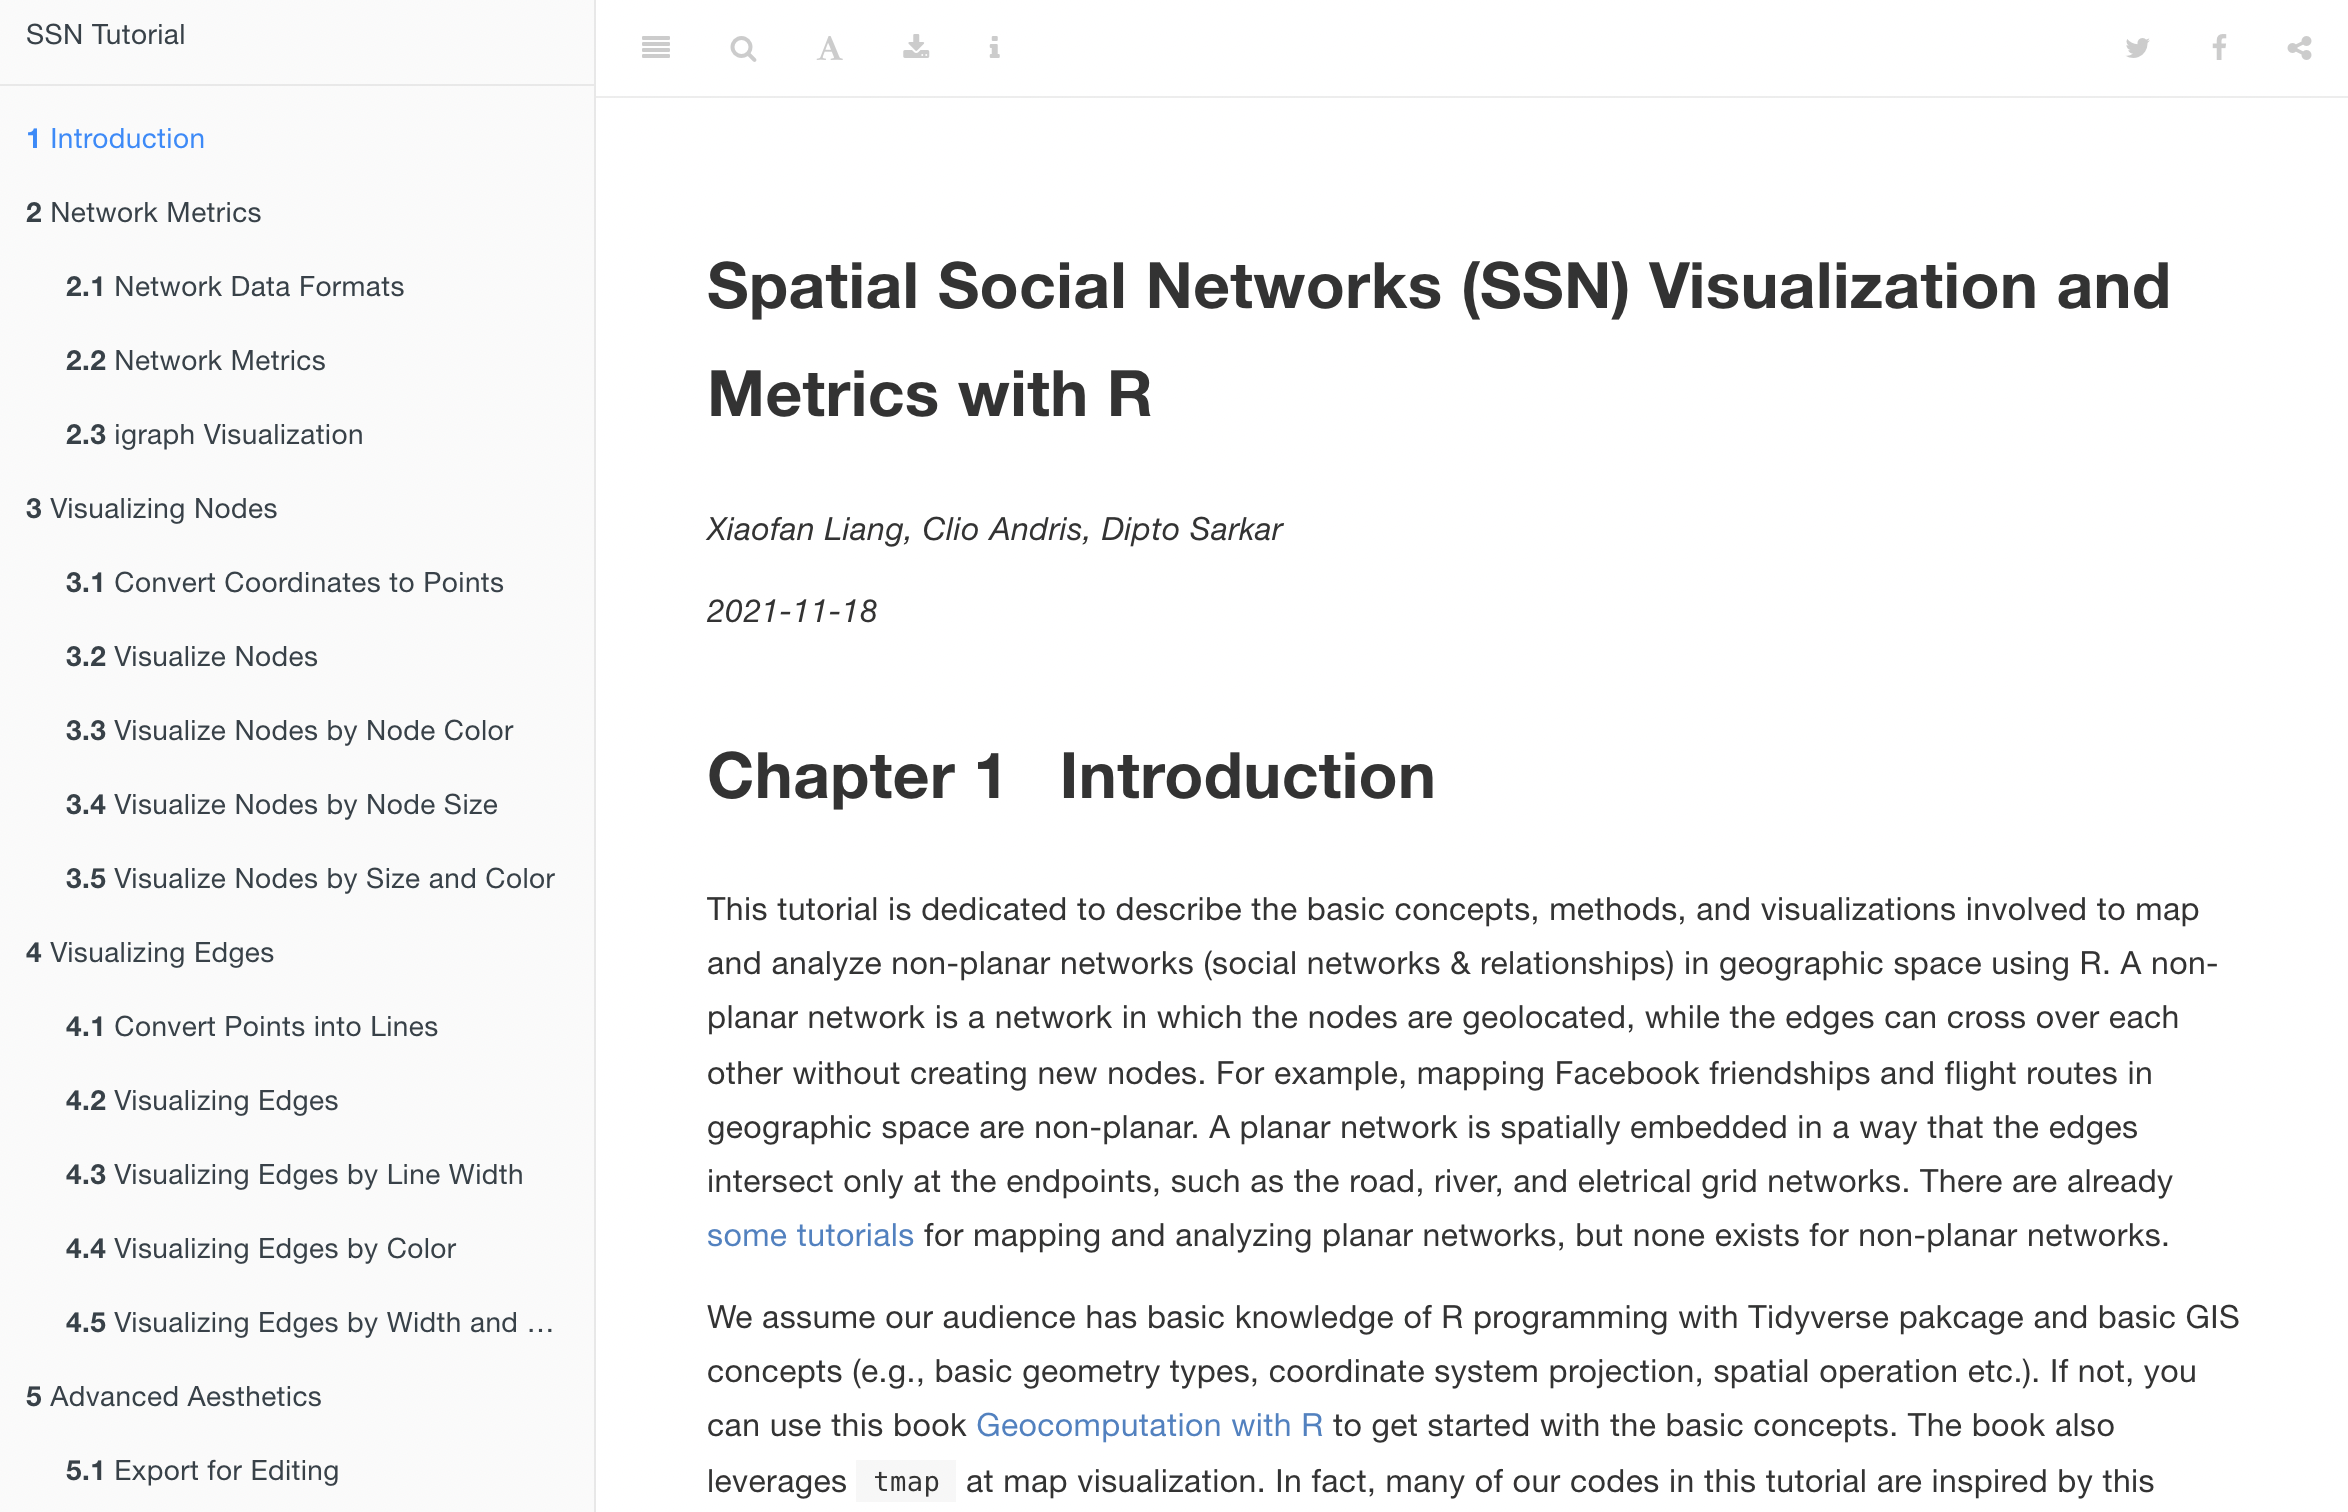 SSN Tutorial
1 Introduction
2 Network Metrics
2.1 Network Data Formats
2.2 Network Metrics
2.3 igraph Visualization
3 Visualizing Nodes
3.1 Convert Coordinates to Points
3.2 Visualize Nodes
3.3 Visualize Nodes by Node Color
3.4 Visualize Nodes by Node Size
3.5 Visualize Nodes by Size and Color
4 Visualizing Edges
4.1 Convert Points into Lines
4.2 Visualizing Edges
4.3 Visualizing Edges by Line Width
4.4 Visualizing Edges by Color
4.5 Visualizing Edges by Width and …
5 Advanced Aesthetics
5.1 Export for Editing
Spatial Social Networks (SSN) Visualization and
Metrics with R
Xiaofan Liang, Clio Andris, Dipto Sarkar
2021-11-18
Chapter 1 Introduction
This tutorial is dedicated to describe the basic concepts, methods, and visualizations involved to map
and analyze non-planar networks (social networks & relationships) in geographic space using R. A non-
planar network is a network in which the nodes are geolocated, while the edges can cross over each
other without creating new nodes. For example, mapping Facebook friendships and flight routes in
geographic space are non-planar. A planar network is spatially embedded in a way that the edges
intersect only at the endpoints, such as the road, river, and eletrical grid networks. There are already
some tutorials for mapping and analyzing planar networks, but none exists for non-planar networks.
We assume our audience has basic knowledge of R programming with Tidyverse pakcage and basic GIS
concepts (e.g., basic geometry types, coordinate system projection, spatial operation etc.). If not, you
can use this book Geocomputation with R to get started with the basic concepts. The book also
leverages tmap at map visualization. In fact, many of our codes in this tutorial are inspired by this